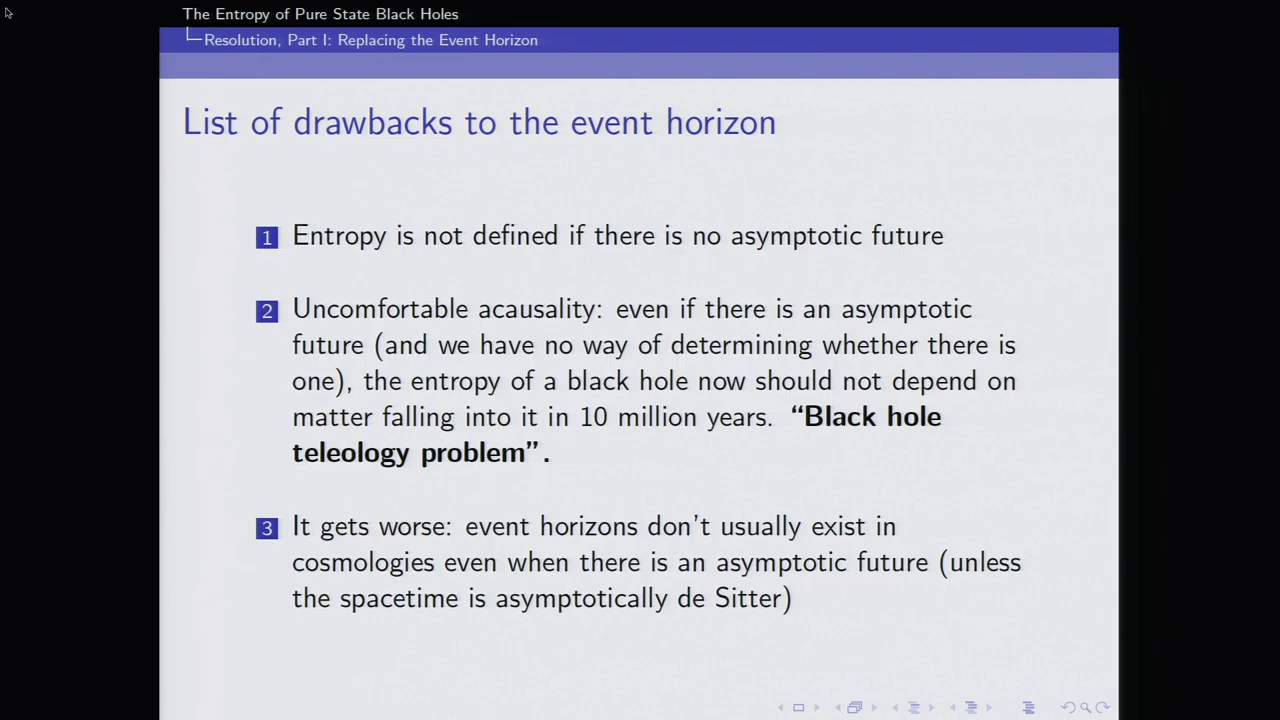 The Entropy of Pure State Black Holes
Resolution, Part I: Replacing the Event Horizon
List of drawbacks to the event horizon
1 Entropy is not defined if there is no asymptotic future
2 Uncomfortable acausality: even if there is an asymptotic
future (and we have no way of determining whether there is
one), the entropy of a black hole now should not depend on
matter falling into it in 10 million years. “Black hole
teleology problem”.
3 It gets worse: event horizons don't usually exist in
cosmologies even when there is an asymptotic future (unless
the spacetime is asymptotically de Sitter)